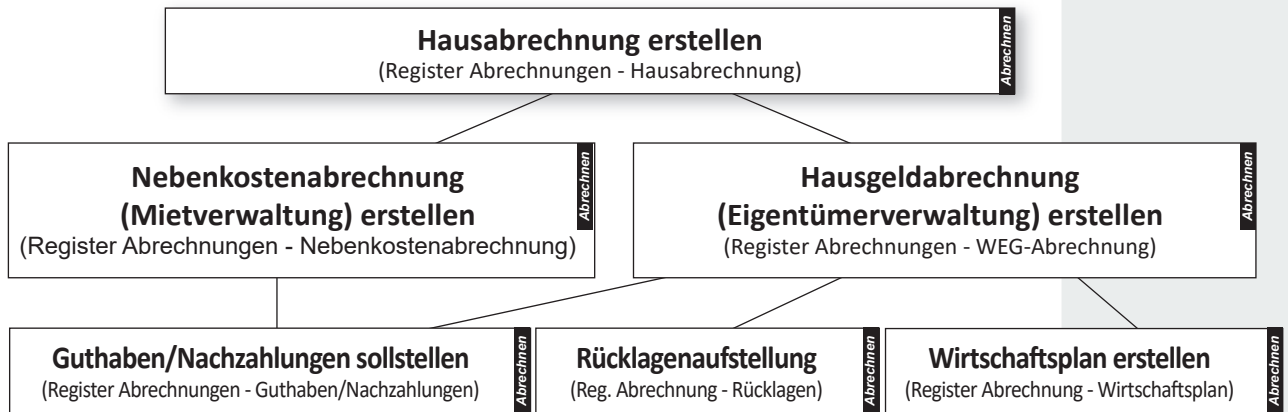 Hausabrechnung erstellen
(Register Abrechnungen - Hausabrechnung)
Abrechnen
Nebenkostenabrechnung
(Mietverwaltung) erstellen
(Register Abrechnungen - Nebenkostenabrechnung)
Abrechnen
Hausgeldabrechnung
(Eigentümerverwaltung) erstellen
(Register Abrechnungen - WEG-Abrechnung)
Abrechnen
Guthaben/Nachzahlungen sollstellen
(Register Abrechnungen - Guthaben/Nachzahlungen)
Abrechnen
Rücklagenaufstellung
(Reg. Abrechnung - Rücklagen)
Abrechnen
Wirtschaftsplan erstellen
(Register Abrechnung - Wirtschaftsplan)
Abrechnen